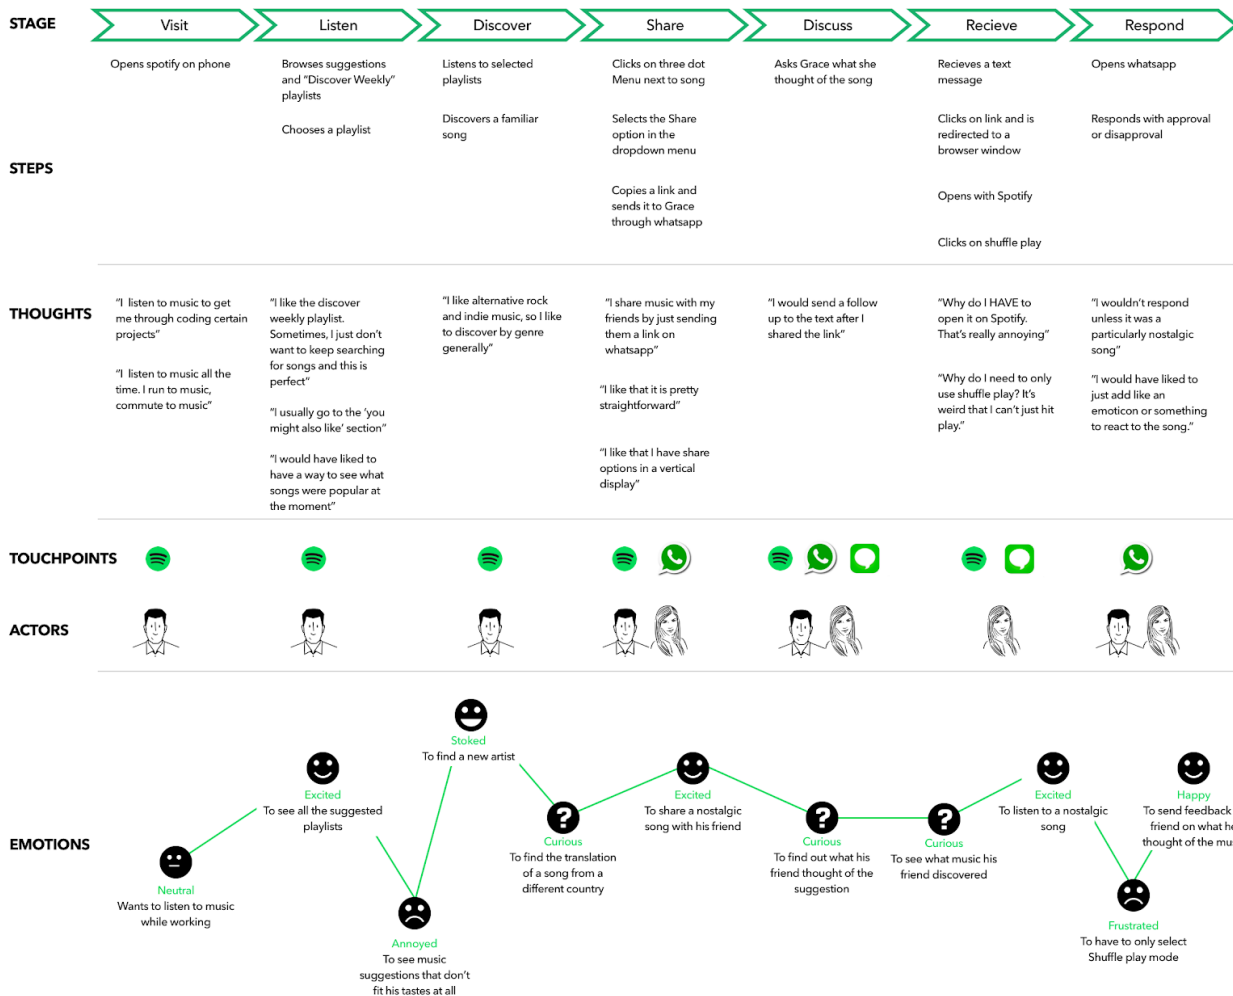 STAGE
Visit
Listen
Discover
Share
Discuss
Recieve
Respond
STEPS
Opens spotify on phone
Browses suggestions
and “Discover Weekly”
playlists
Chooses a playlist
Listens to selected
playlists
Discovers a familiar
song
Clicks on three dot
Menu next to song
Selects the Share
option in the
dropdown menu
Copies a link and
sends it to Grace
through whatsapp
Asks Grace what she
thought of the song
Recieves a text
message
Clicks on link and is
redirected to a
browser window
Opens with Spotify
Clicks on shuffle play
Opens whatsapp
Responds with approval
or disapproval
THOUGHTS
“I listen to music to get
me through coding certain
projects”
“I listen to music all the
time. I run to music,
commute to music”
“I like the discover
weekly playlist.
Sometimes, I just don’t
want to keep searching
for songs and this is
perfect”
“I usually go to the ‘you
might also like’ section”
“I would have liked to
have a way to see what
songs were popular at
the moment”
“I like alternative rock
and indie music, so I like
to discover by genre
generally”
“I share music with my
friends by just sending
them a link on
whatsapp”
“I like that it is pretty
straightforward”
“I like that I have share
options in a vertical
display”
“I would send a follow
up to the text after I
shared the link”
“Why do I HAVE to
open it on Spotify.
That’s really annoying”
“Why do I need to only
use shuffle play? It’s
weird that I can’t just hit
play.”
“I wouldn’t respond
unless it was a
particularly nostalgic
song”
“I would have liked to
just add like an
emoticon or something
to react to the song.”
TOUCHPOINTS
ACTORS
EMOTIONS
Neutral
Wants to listen to music
while working
Excited
To see all the suggested
playlists
Annoyed
To see music
suggestions that don’t
fit his tastes at all
Stoked
To find a new artist
Curious
To find the translation
of a song from a
different country
Excited
To share a nostalgic
song with his friend
Curious
To find out what his
friend thought of the
suggestion
Curious
To see what music his
friend discovered
Excited
To listen to a nostalgic
song
Frustrated
To have to only select
Shuffle play mode
Happy
To send feedback
friend on what he
thought of the mu